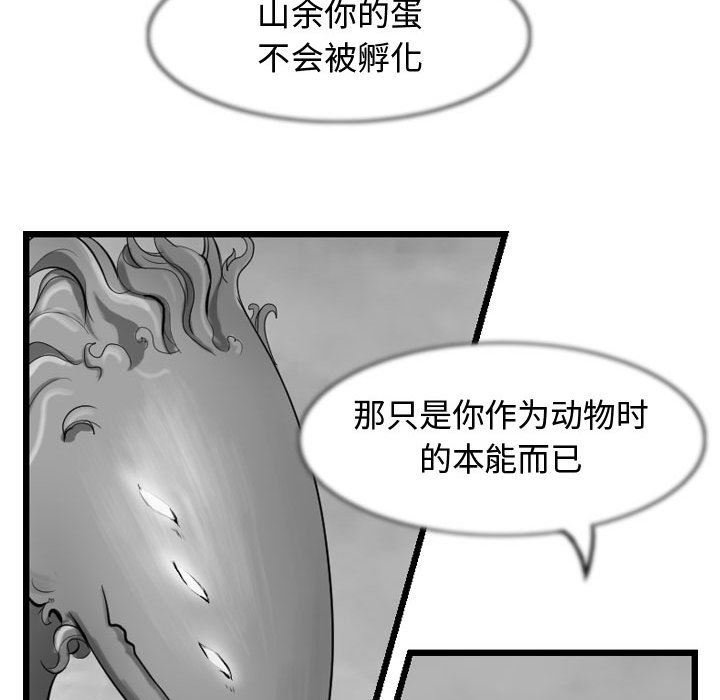 山余你的蛋
不会被孵化
那只是你作为动物时
的本能而已